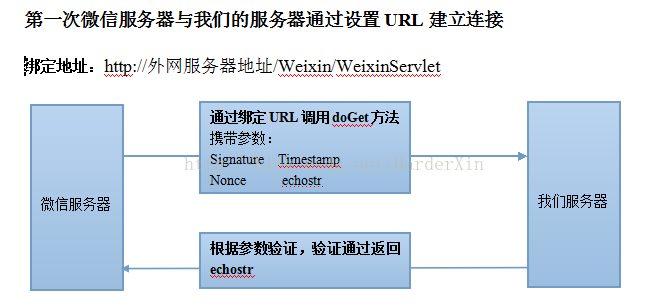 第一次微信服务器与我们的服务器通过设置 URL 建立连接
绑定地址：http://外网服务器地址/Weixin/WeixinServlet
通过绑定 URL 调用 doGet 方法
携带参数：
Signature Timestamp
Nonce echostr
微信服务器
我们服务器
根据参数验证，验证通过返回
echostr